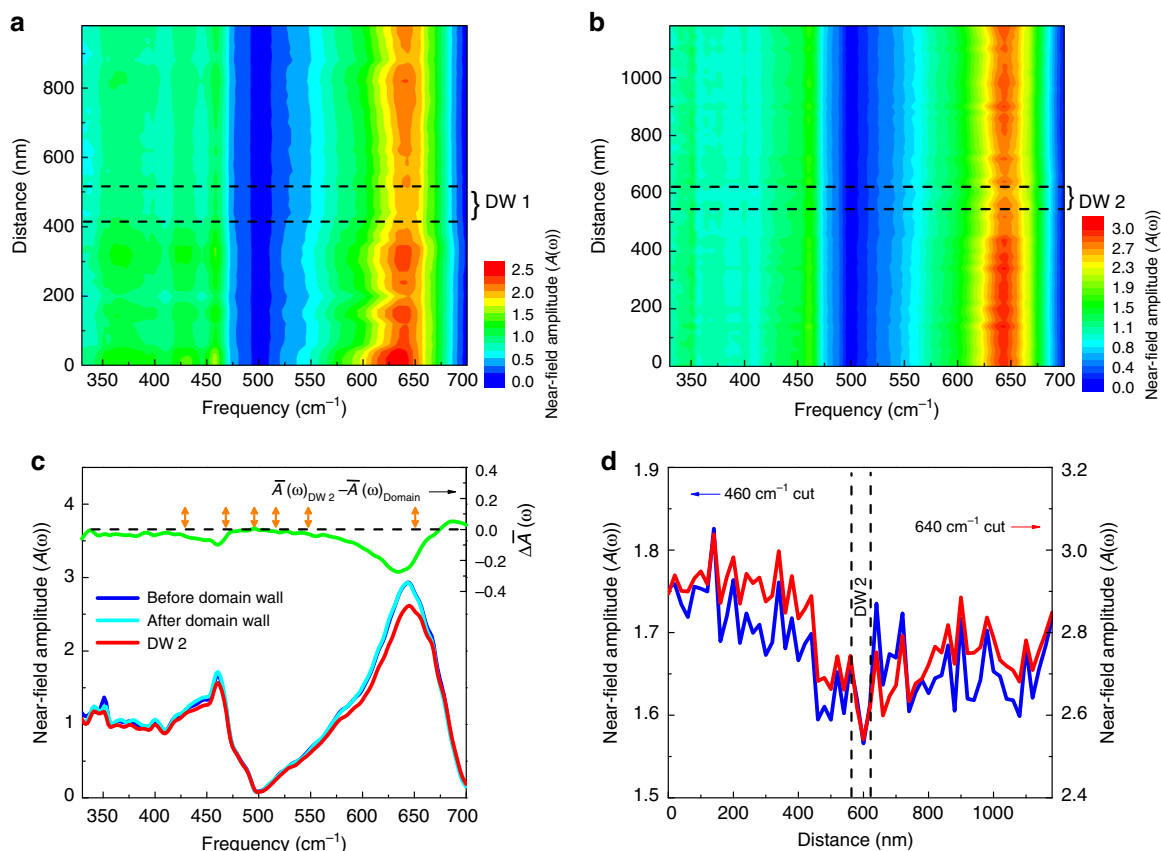 a
800
600
400
200
0
Distance (nm)
350 400 450 500 550 600 650 700
Frequency (cm⁻¹)
} DW 1
2.5
2.0
1.5
1.0
0.5
0.0
Near-field amplitude (A(ω))
b
1000
800
600
400
200
0
Distance (nm)
350 400 450 500 550 600 650 700
Frequency (cm⁻¹)
} DW 2
3.0
2.7
2.3
1.9
1.5
1.1
0.8
0.4
0.0
Near-field amplitude (A(ω))
c
4
3
2
1
0
Near-field amplitude (A(ω))
A̅ (ω)DW 2 – A̅ (ω)Domain
0.4
0.2
0.0
−0.2
−0.4
ΔA̅ (ω)
Before domain wall
After domain wall
DW 2
350 400 450 500 550 600 650 700
Frequency (cm⁻¹)
d
1.9
1.8
1.7
1.6
1.5
Near-field amplitude (A(ω))
460 cm⁻¹ cut
DW 2
640 cm⁻¹ cut
3.2
3.0
2.8
2.6
2.4
Near-field amplitude (A(ω))
0 200 400 600 800 1000
Distance (nm)